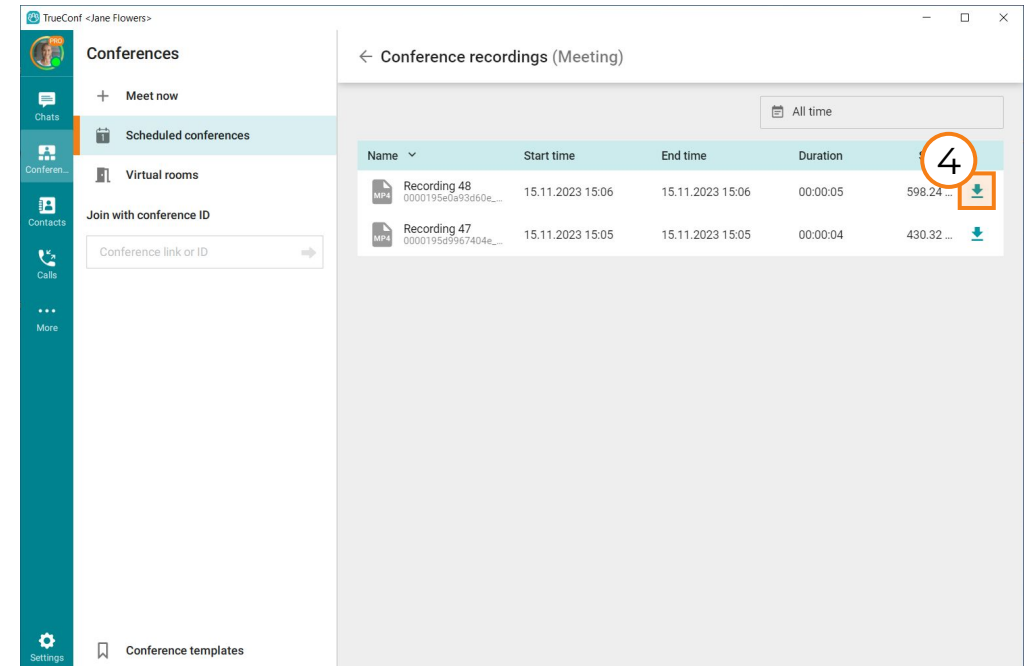 TrueConf <Jane Flowers>
PRO
Chats
Conferen...
Contacts
Calls
More
Settings
Conferences
Meet now
1
Scheduled conferences
Virtual rooms
Join with conference ID
Conference link or ID
Conference templates
Conference recordings (Meeting)
All time
Name Start time End time Duration
4
MP4 Recording 48 15.11.2023 15:06 15.11.2023 15:06 00:00:05 598.24 ...
0000195e0a93d60e_...
MP4 Recording 47 15.11.2023 15:05 15.11.2023 15:05 00:00:04 430.32 ...
0000195d9967404e_...